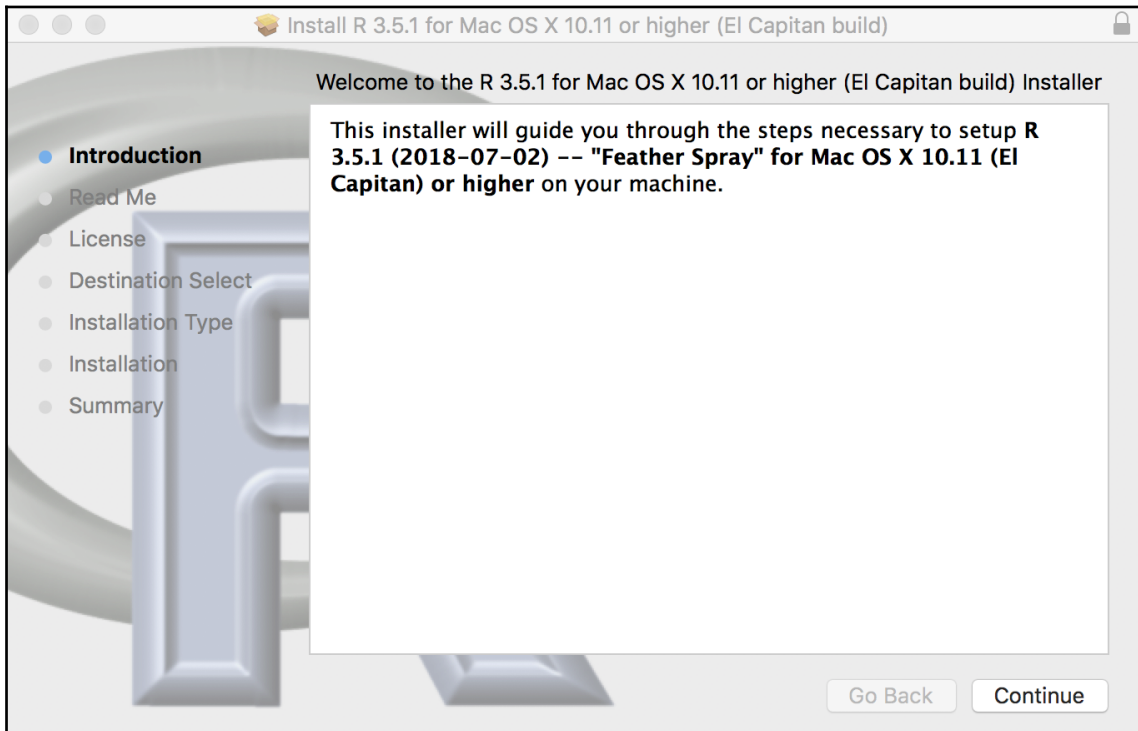 Install R 3.5.1 for Mac OS X 10.11 or higher (El Capitan build)
Welcome to the R 3.5.1 for Mac OS X 10.11 or higher (El Capitan build) Installer
Introduction
Read Me
License
Destination Select
Installation Type
Installation
Summary
This installer will guide you through the steps necessary to setup R
3.5.1 (2018-07-02) -- "Feather Spray" for Mac OS X 10.11 (El
Capitan) or higher on your machine.
R
Go Back
Continue